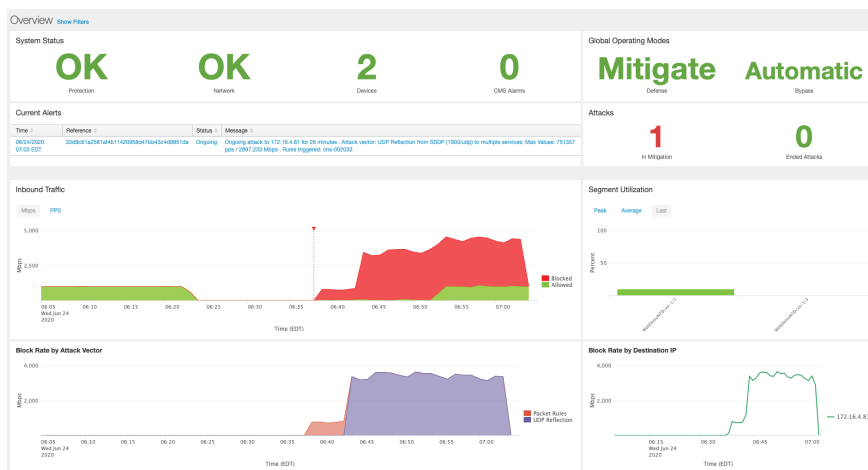 Overview Show Filters
System Status
OK
Protection
OK
Network
2
Devices
0
CMS Alarms
Global Operating Modes
Mitigate
Defense
Automatic
Bypass
Current Alerts
Time Reference Status Message
06/24/2020 07:03 EDT
33d9c61a2581af4b11420958d47bb43c4d9851da
Ongoing
Ongoing attack to 172.16.4.81 for 26 minutes . Attack vector: UDP Reflection from SSDP (1900/udp) to multiple services; Max Values: 751357
pps / 2897.233 Mbps . Rules triggered: cns-002033
Attacks
1
In Mitigation
0
Ended Attacks
Inbound Traffic
Mbps PPS
5,000
2,500
Mbps
Blocked
Allowed
06:05 06:10 06:15 06:20 06:25 06:30 06:35 06:40 06:45 06:50 06:55 07:00
Wed Jun 24
2020
Time (EDT)
Segment Utilization
Peak Average Last
100
50
Percent
Block Rate by Attack Vector
4,000
2,000
Mbps
Packet Rules
UDP Reflection
06:05 06:10 06:15 06:20 06:25 06:30 06:35 06:40 06:45 06:50 06:55 07:00
Wed Jun 24
2020
Time (EDT)
Block Rate by Destination IP
4,000
2,000
Mbps
06:15 06:30 06:45 07:00
Wed Jun 24
2020
Time (EDT)